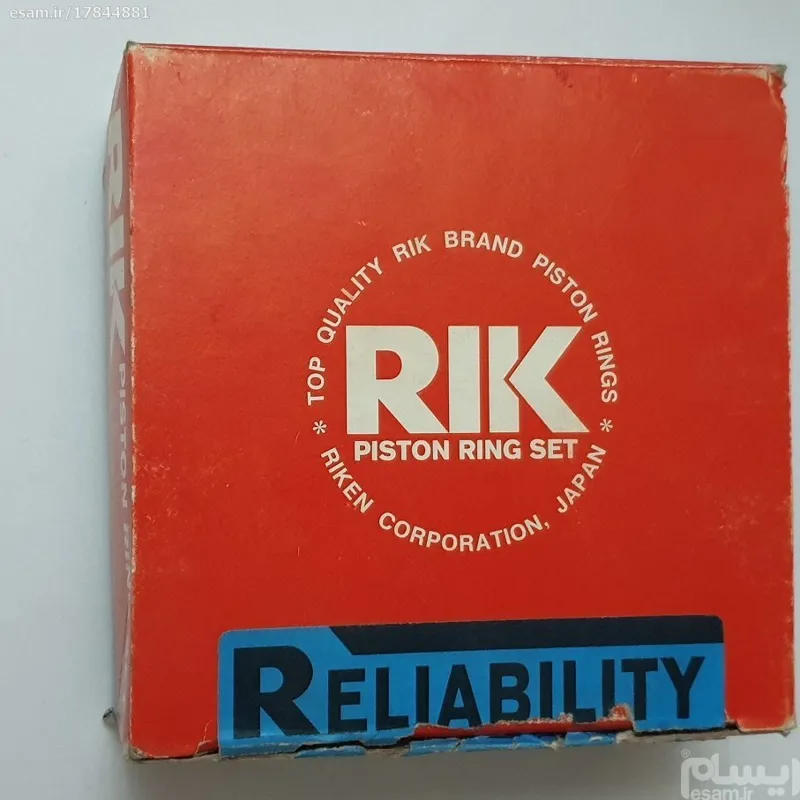 esam.ir/17844881
TOP QUALITY RIK BRAND PISTON RINGS
RIK
PISTON RING SET
* RIKEN CORPORATION, JAPAN *
RELIABILITY
RIK PISTON RIN
ایسام
esam.ir